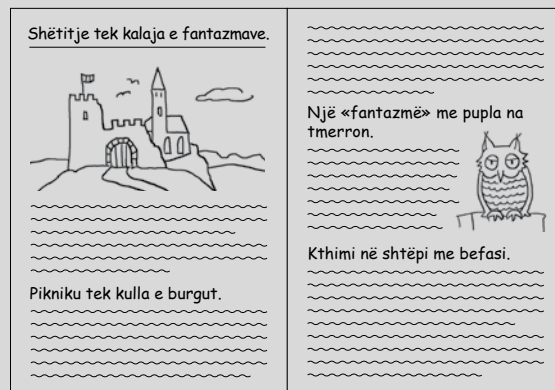 Shëtitje tek kalaja e fantazmave.
Pikniku tek kulla e burgut.
Një «fantazmë» me pupla na
tmerron.
Kthimi në shtëpi me befasi.